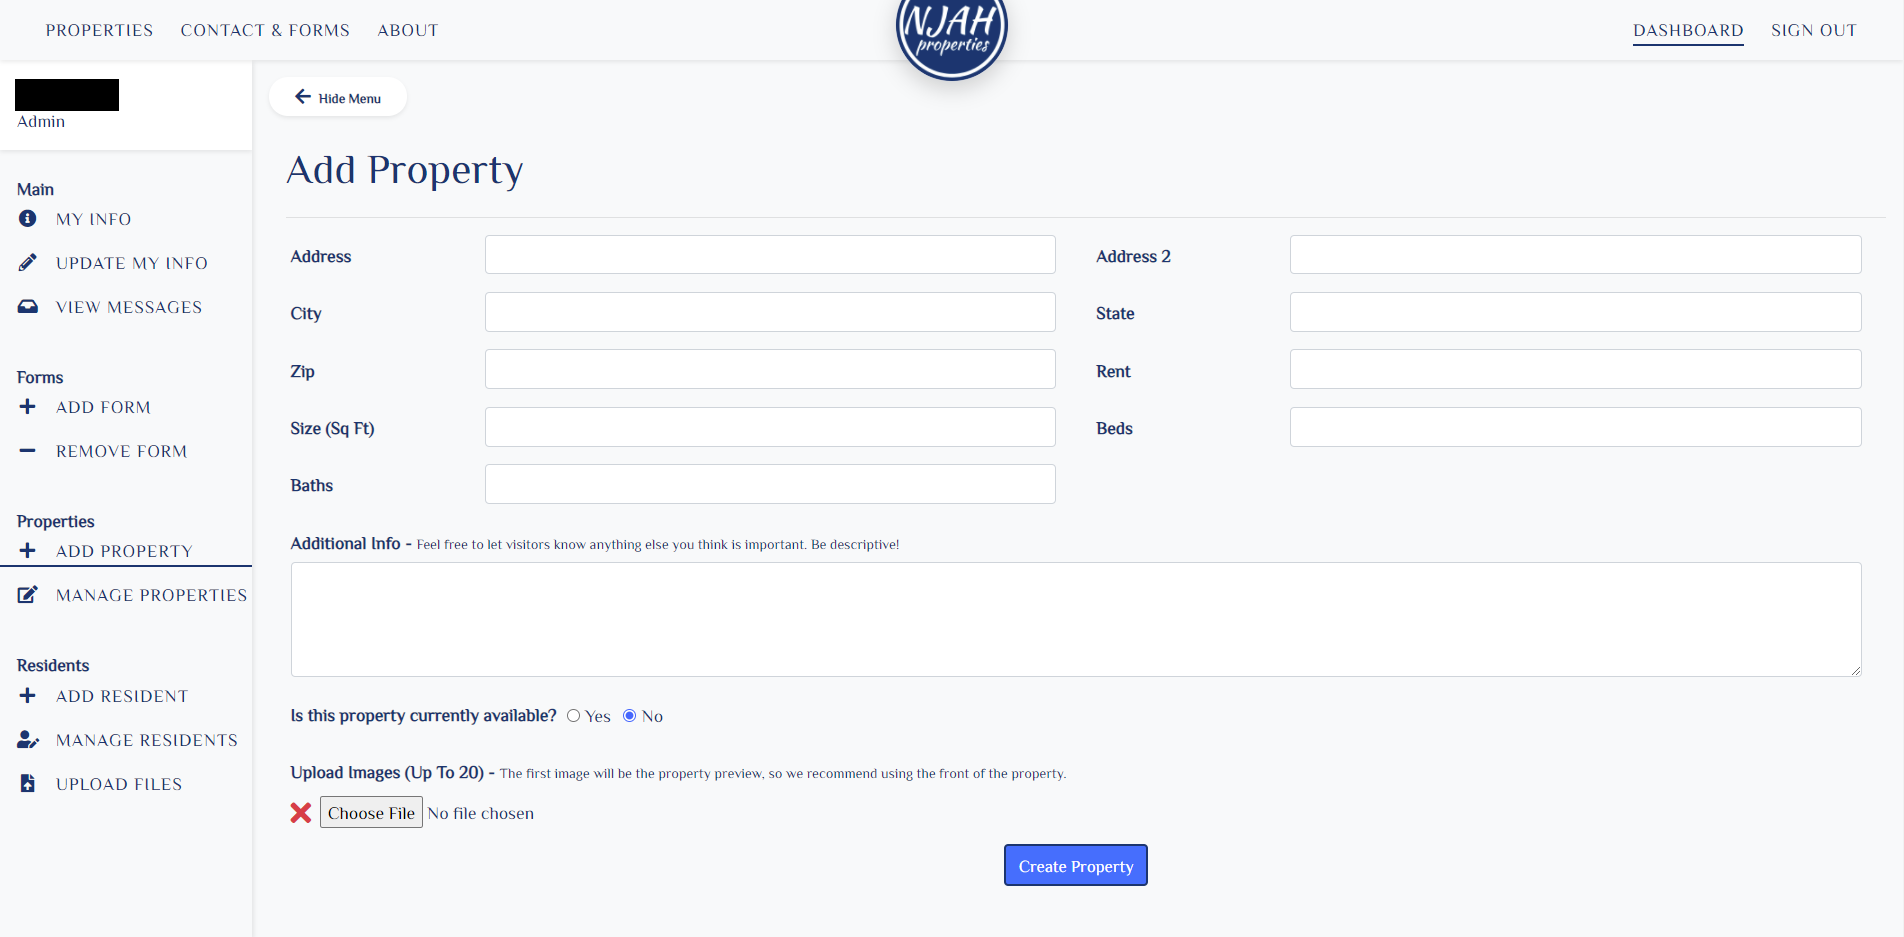 PROPERTIES CONTACT & FORMS ABOUT
NJAH
properties
DASHBOARD SIGN OUT
Admin
Main
MY INFO
UPDATE MY INFO
VIEW MESSAGES
Forms
ADD FORM
REMOVE FORM
Properties
ADD PROPERTY
MANAGE PROPERTIES
Residents
ADD RESIDENT
MANAGE RESIDENTS
UPLOAD FILES
Hide Menu
Add Property
Address
Address 2
City
State
Zip
Rent
Size (Sq Ft)
Beds
Baths
Additional Info - Feel free to let visitors know anything else you think is important. Be descriptive!
Is this property currently available? Yes No
Upload Images (Up To 20) - The first image will be the property preview, so we recommend using the front of the property.
Choose File No file chosen
Create Property